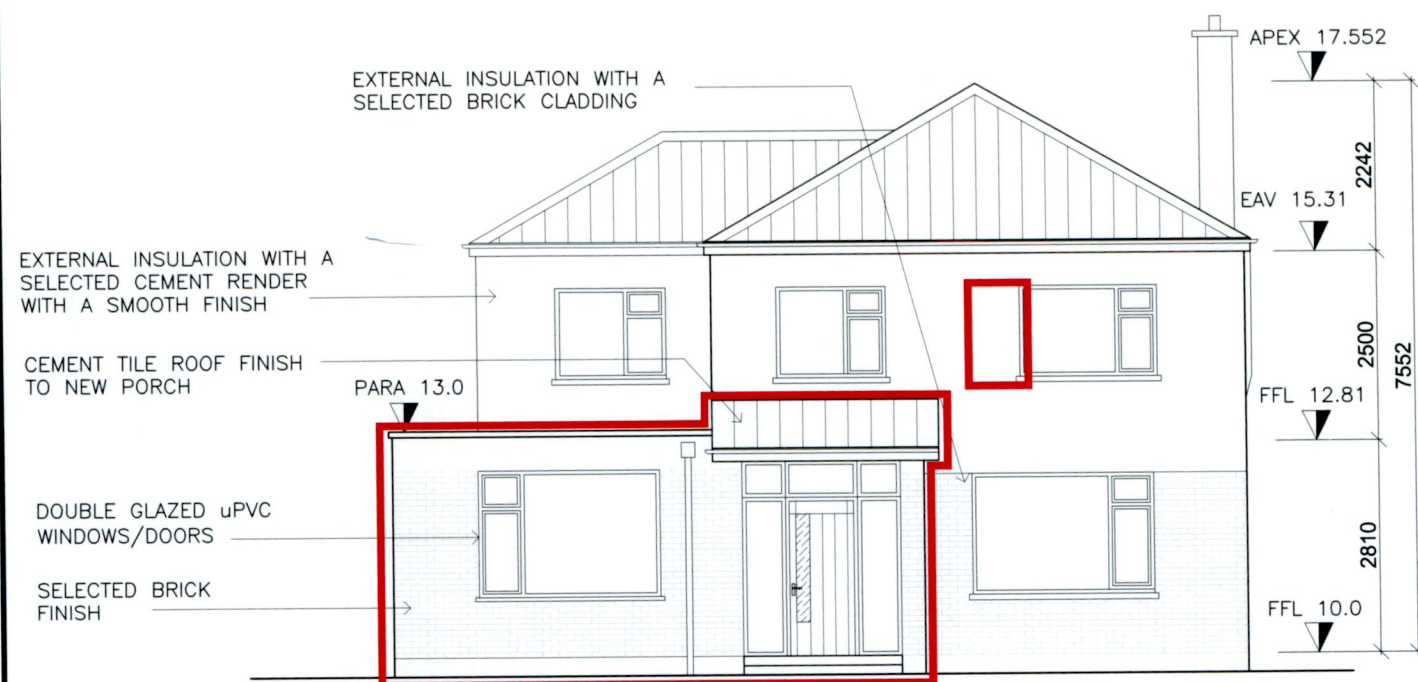 APEX 17.552
EXTERNAL INSULATION WITH A
SELECTED BRICK CLADDING
2242
EAV 15.31
EXTERNAL INSULATION WITH A
SELECTED CEMENT RENDER
WITH A SMOOTH FINISH
2500
7552
CEMENT TILE ROOF FINISH
TO NEW PORCH
PARA 13.0
FFL 12.81
DOUBLE GLAZED uPVC
WINDOWS/DOORS
2810
SELECTED BRICK
FINISH
FFL 10.0